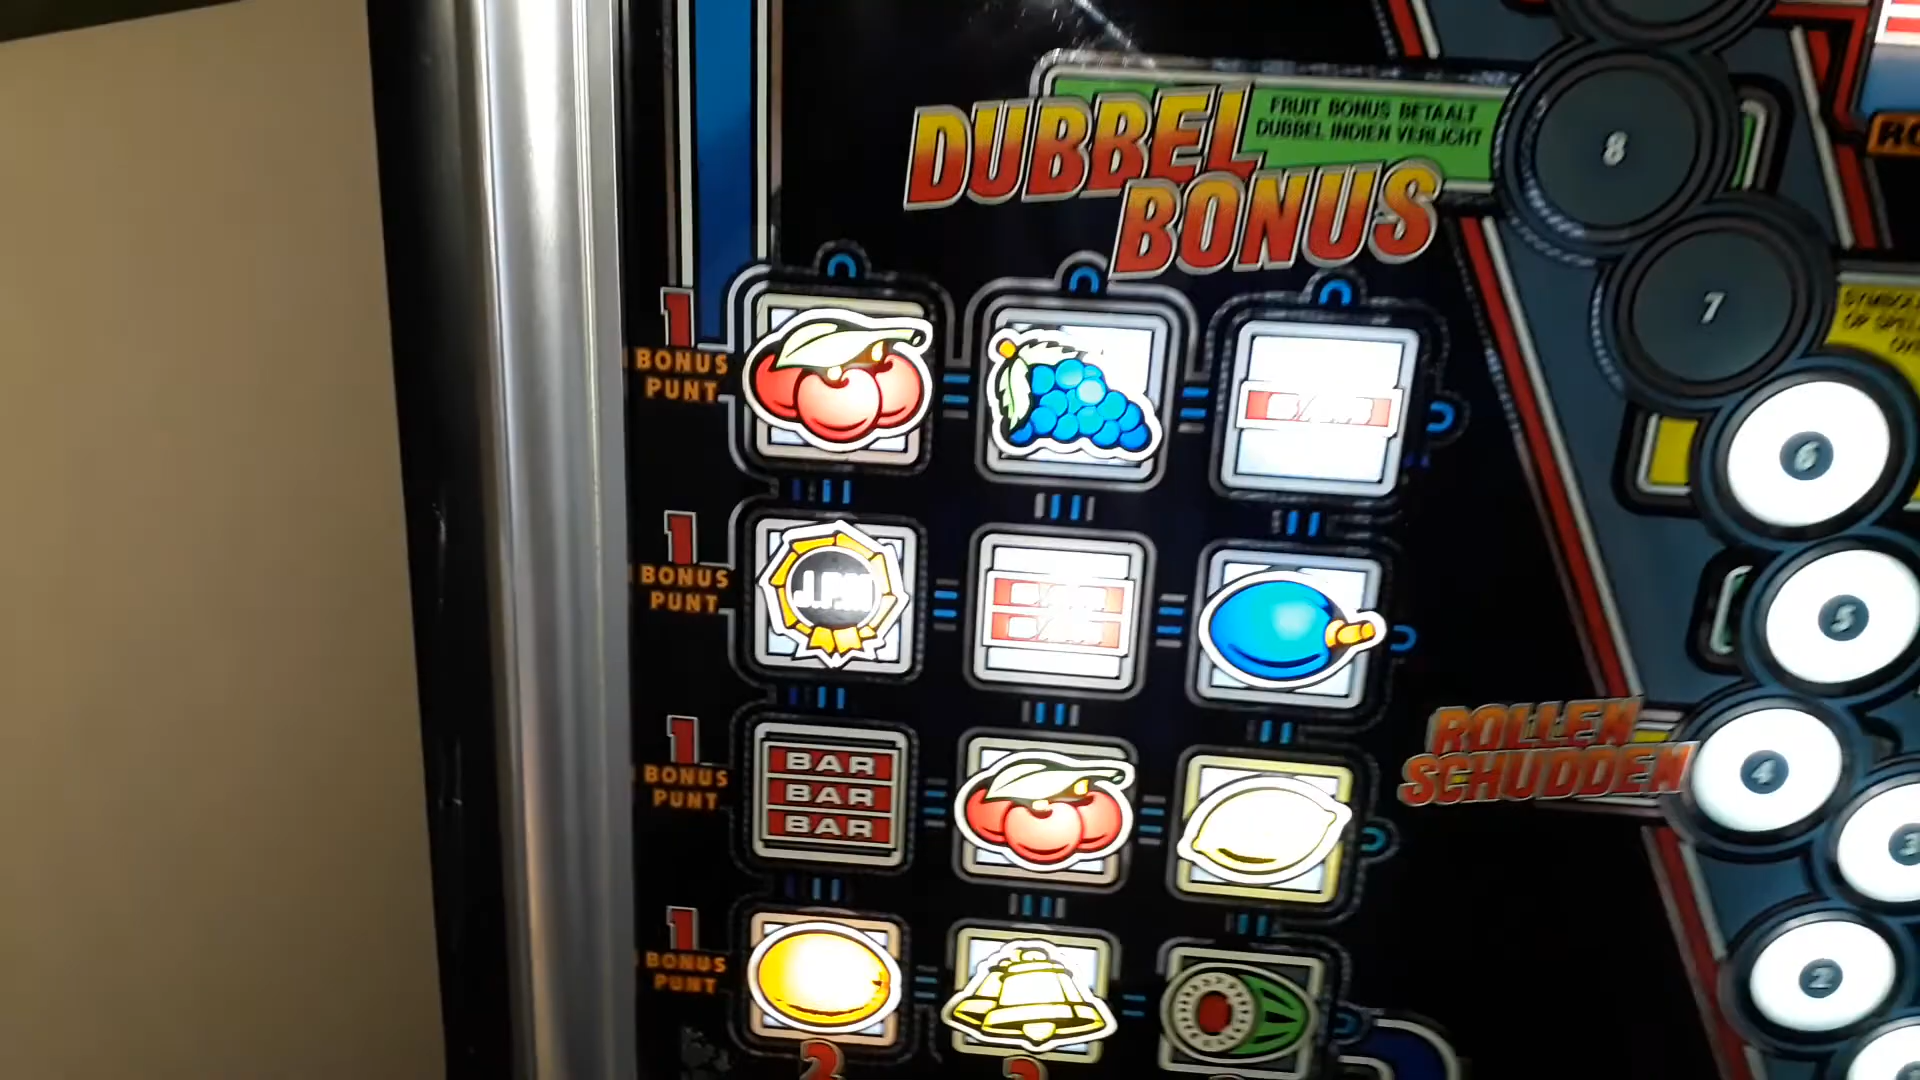 FRUIT BONUS BETAALT
DUBBEL INDIEN VERLICHT
DUBBEL
BONUS
8
7
6
5
4
2
1
BONUS
PUNT
1
BONUS
PUNT
J.P.M
1
BONUS
PUNT
BAR
BAR
BAR
1
BONUS
PUNT
ROLLEN
SCHUDDEN
2